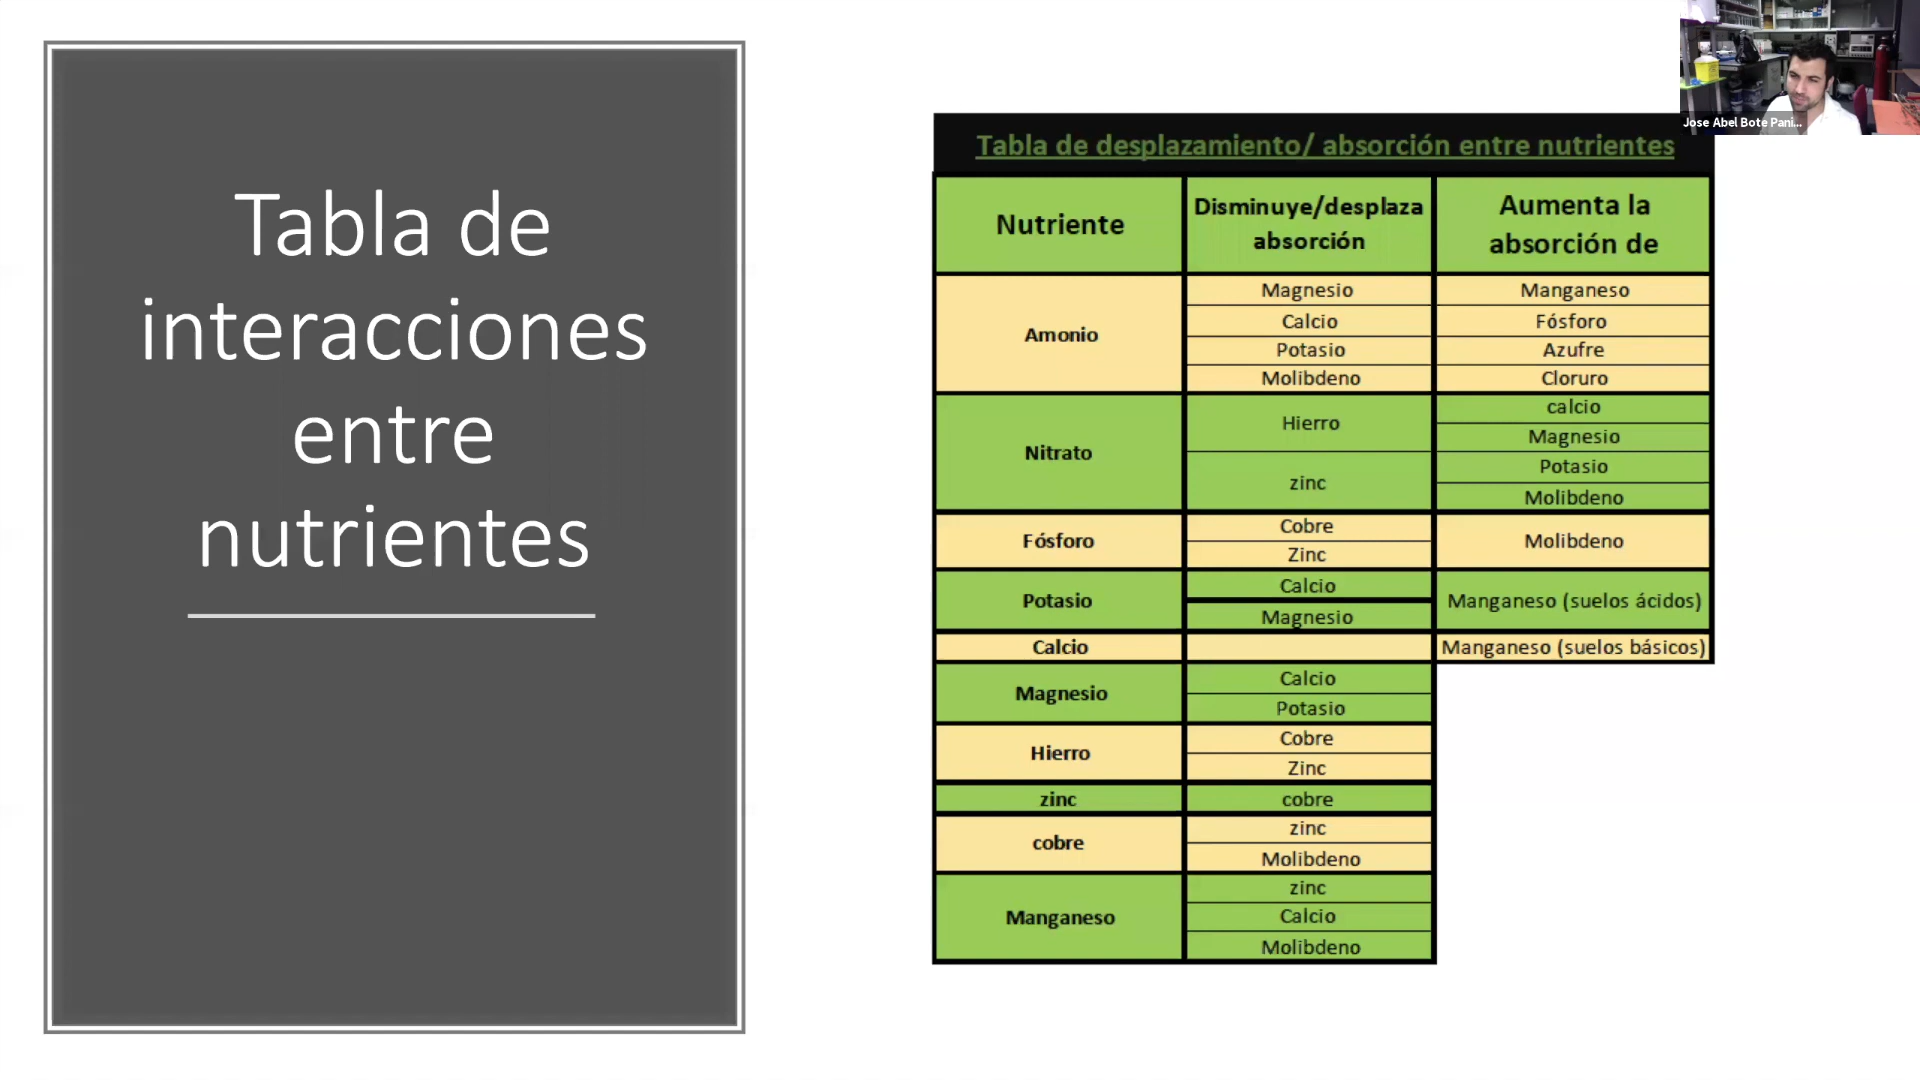 Tabla de
interacciones
entre
nutrientes
Jose Abel Bote Pani...
Tabla de desplazamiento/ absorción entre nutrientes
Nutriente
Disminuye/desplaza
absorción
Aumenta la
absorción de
Amonio
Magnesio
Manganeso
Calcio
Fósforo
Potasio
Azufre
Molibdeno
Cloruro
Nitrato
Hierro
zinc
calcio
Magnesio
Potasio
Molibdeno
Fósforo
Cobre
Zinc
Molibdeno
Potasio
Calcio
Magnesio
Manganeso (suelos ácidos)
Calcio
Manganeso (suelos básicos)
Magnesio
Calcio
Potasio
Hierro
Cobre
Zinc
zinc
cobre
cobre
zinc
Molibdeno
Manganeso
zinc
Calcio
Molibdeno